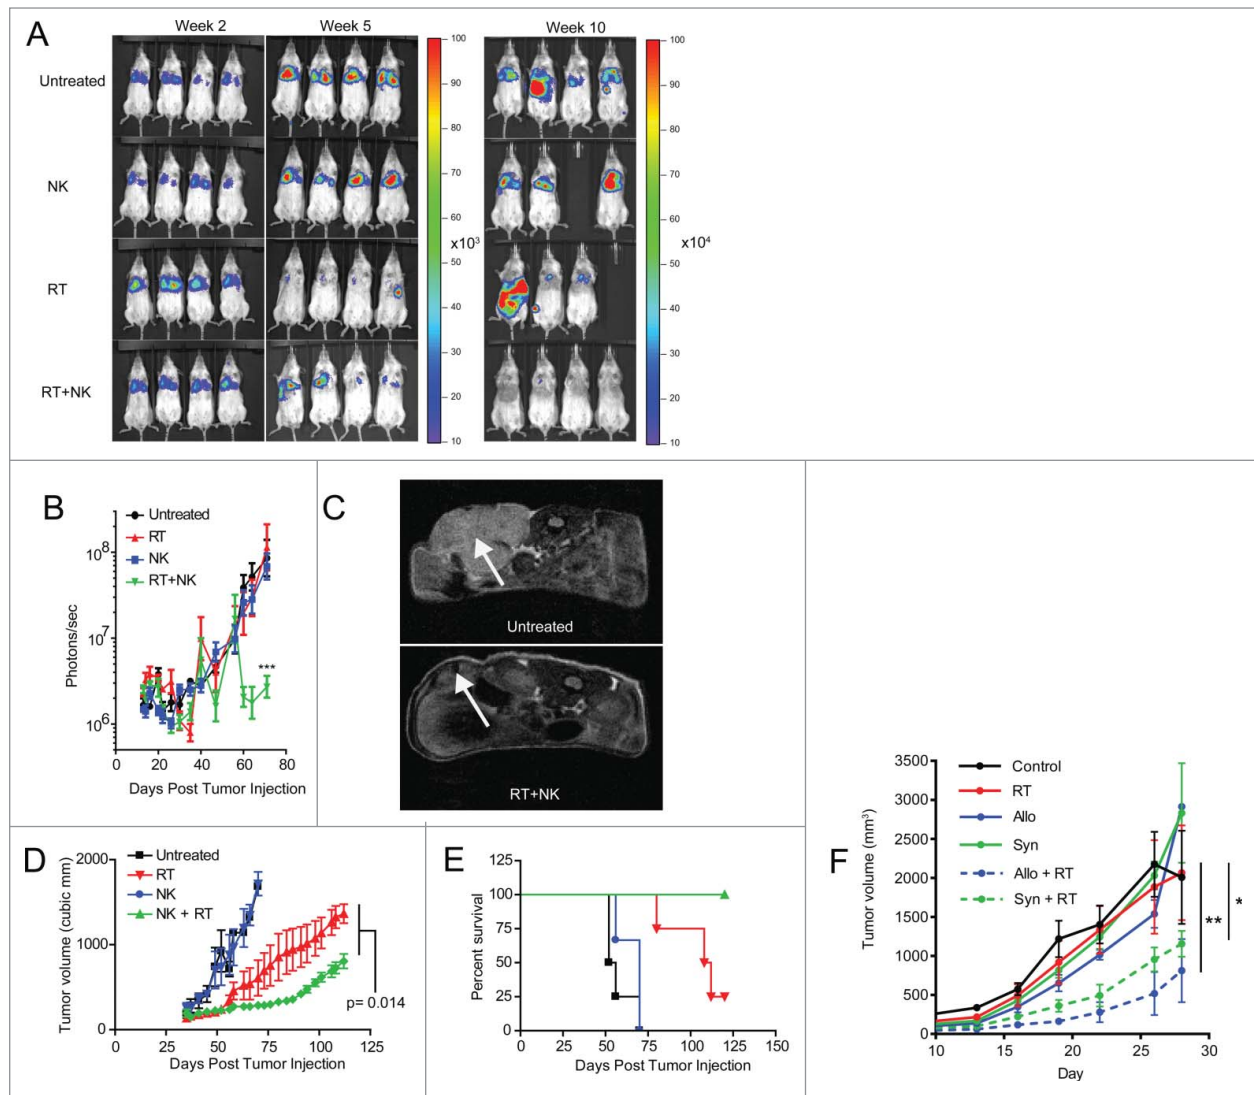 A
Week 2
Week 5
Week 10
Untreated
NK
RT
RT+NK
100
90
80
70
60
x10³
50
40
30
20
10
100
90
80
70
60
x10⁴
50
40
30
20
10
B
Untreated
RT
NK
RT+NK
Photons/sec
10⁸
10⁷
10⁶
***
0
20
40
60
80
Days Post Tumor Injection
C
Untreated
RT+NK
D
Untreated
RT
NK
NK + RT
Tumor volume (cubic mm)
2000
1000
0
p= 0.014
0
25
50
75
100
125
Days Post Tumor Injection
E
Percent survival
125
100
75
50
25
0
0
30
60
90
120
150
Days Post Tumor Injection
F
Control
RT
Allo
Syn
Allo + RT
Syn + RT
Tumor volume (mm³)
3500
3000
2500
2000
1500
1000
500
0
**
*
10
15
20
25
30
Day